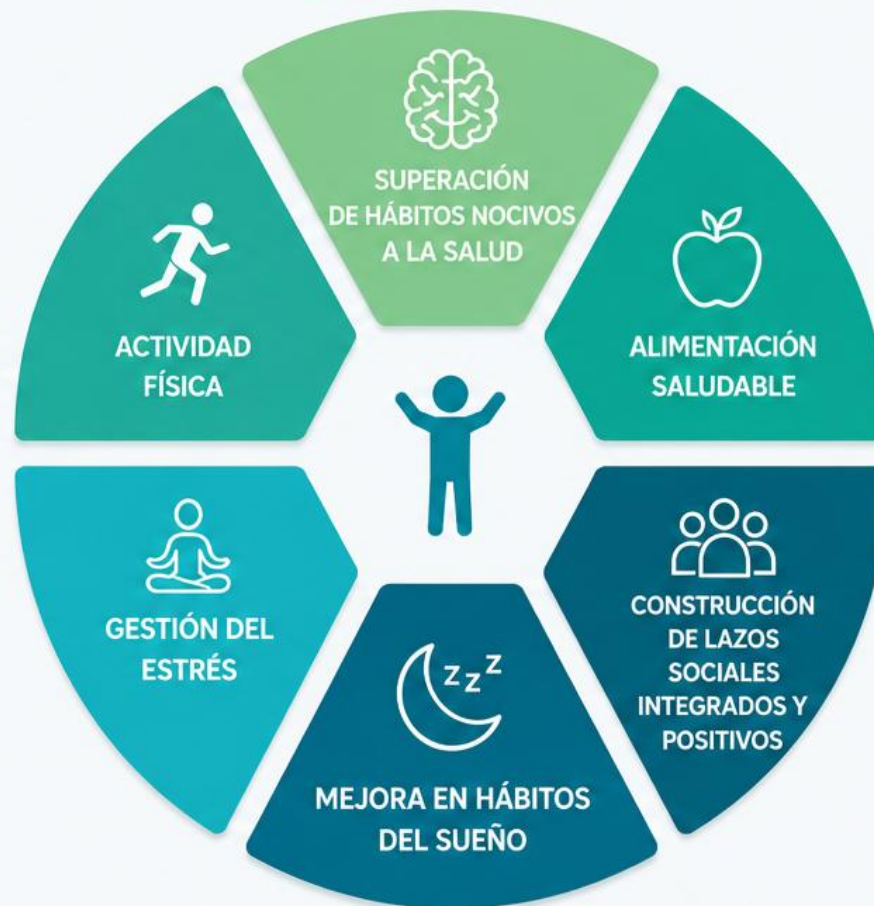 SUPERACIÓN
DE HÁBITOS NOCIVOS
A LA SALUD
ALIMENTACIÓN
SALUDABLE
CONSTRUCCIÓN
DE LAZOS
SOCIALES
INTEGRADOS Y
POSITIVOS
zzZ
MEJORA EN HÁBITOS
DEL SUEÑO
GESTIÓN DEL
ESTRÉS
ACTIVIDAD
FÍSICA